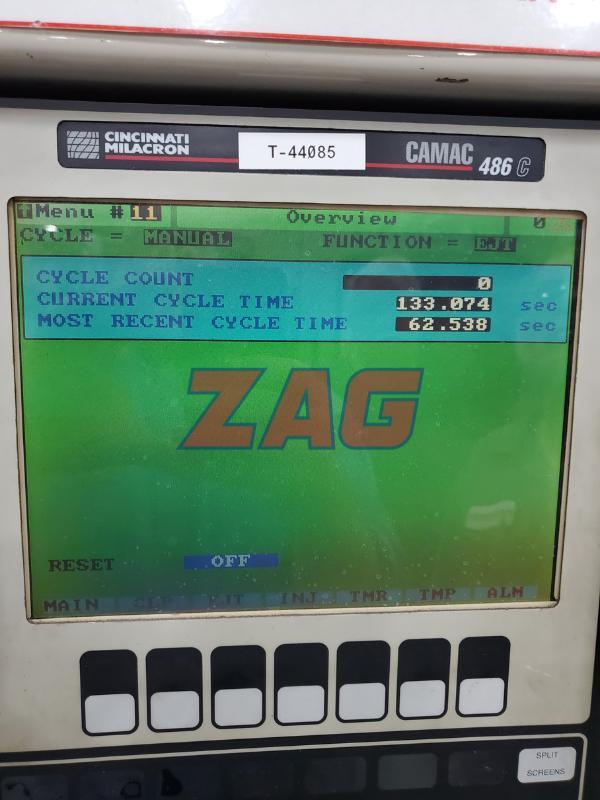 CINCINNATI
MILACRON
T-44085
CAMAC 486 C
Menu # 11 Overview 0
CYCLE = MANUAL FUNCTION = EJT
CYCLE COUNT 0
CURRENT CYCLE TIME 133.074 sec
MOST RECENT CYCLE TIME 62.538 sec
ZAG
RESET OFF
MAIN INJ TMR TMP ALM
SPLIT
SCREENS